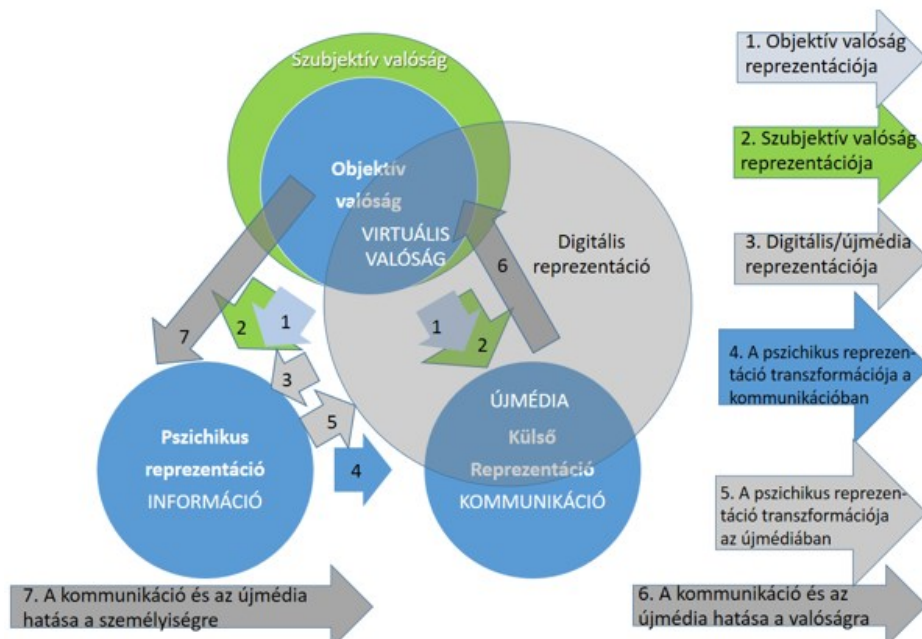 Szubjektív valóság
Objektív
valóság
VIRTUÁLIS
VALÓSÁG
Digitális
reprezentáció
6
7
2
1
1
2
3
5
4
Pszichikus
reprezentáció
INFORMÁCIÓ
ÚJMÉDIA
Külső
Reprezentáció
KOMMUNIKÁCIÓ
1. Objektív valóság
reprezentációja
2. Szubjektív valóság
reprezentációja
3. Digitális/újmédia
reprezentációja
4. A pszichikus reprezen-
táció transzformációja a
kommunikációban
5. A pszichikus reprezen-
táció transzformációja
az újmédiában
7. A kommunikáció és az újmédia
hatása a személyiségre
6. A kommunikáció és az
újmédia hatása a valóságra